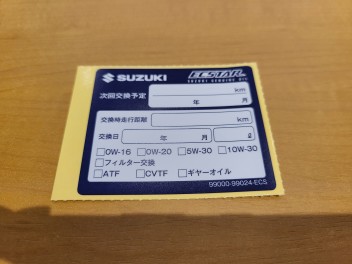 SUZUKI ECSTAR
SUZUKI GENUINE OIL
次回交換予定 km
年 月
交換時走行距離 km
交換日 年 月 ℓ
0W-16 0W-20 5W-30 10W-30
フィルター交換
ATF CVTF ギヤーオイル
99000-99024-ECS